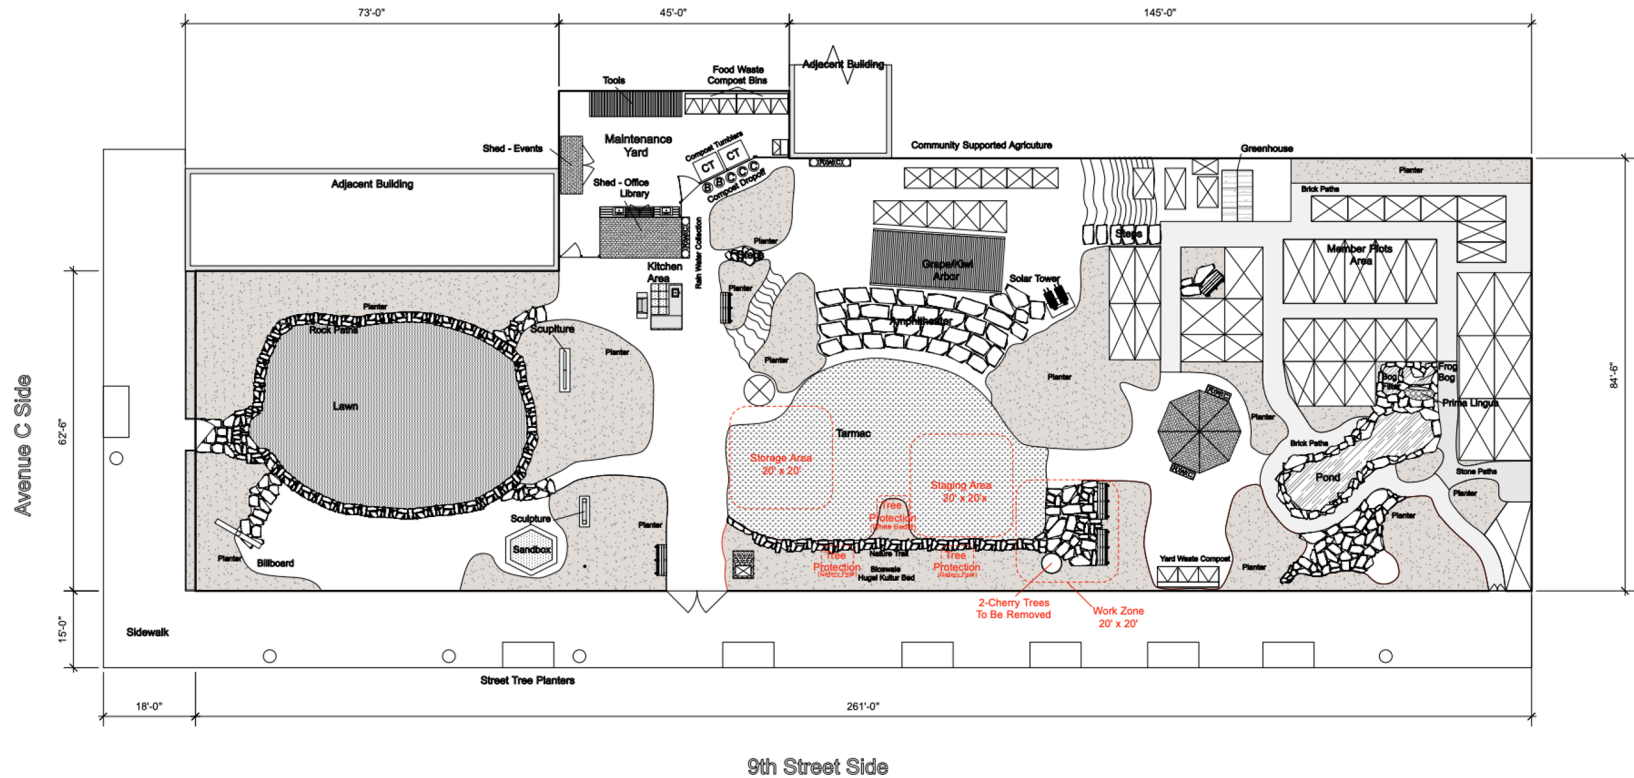 73'-0"
45'-0"
145'-0"
Adjacent Building
Food Waste
Compost Bins
Tools
Maintenance
Yard
Shed - Events
Compost Tumblers
CT
CT
B
B
C
C
C
Compost Dropoff
Community Supported Agriculture
Greenhouse
Planter
Brick Paths
Adjacent Building
Shed - Office
Library
Rain Water Collection
Planter
Steps
Steps
Member Plots
Area
Kitchen
Area
Grape/Kiwi
Arbor
Solar Tower
Planter
Planter
Rock Paths
Sculpture
Amphitheater
Planter
Planter
Planter
84'-6"
Frog
Bog
Bog
Filter
Prima Lingua
Lawn
Avenue C Side
62'-6"
Tarmac
Planter
Brick Paths
Storage Area
20' x 20'
Staging Area
20' x 20'x
Stone Paths
Pond
Planter
Tree
Protection
Planter
Sculpture
Planter
Sandbox
Nature Trail
Tree
Protection
Tree
Protection
Bioswale
Hugel Kultur Bed
Yard Waste Compost
Planter
Planter
Billboard
2-Cherry Trees
To Be Removed
Work Zone
20' x 20'
15'-0"
Sidewalk
Street Tree Planters
18'-0"
261'-0"
9th Street Side